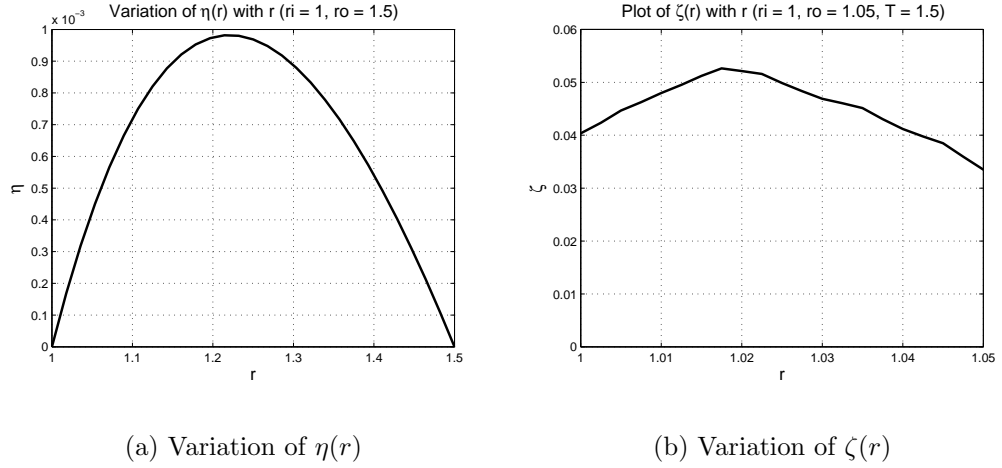 Variation of η(r) with r (ri = 1, ro = 1.5)
x 10⁻³
1
0.9
0.8
0.7
0.6
0.5
0.4
0.3
0.2
0.1
0
η
1 1.1 1.2 1.3 1.4 1.5
r
(a) Variation of η(r)
Plot of ζ(r) with r (ri = 1, ro = 1.05, T = 1.5)
0.06
0.05
0.04
0.03
0.02
0.01
0
ζ
1 1.01 1.02 1.03 1.04 1.05
r
(b) Variation of ζ(r)